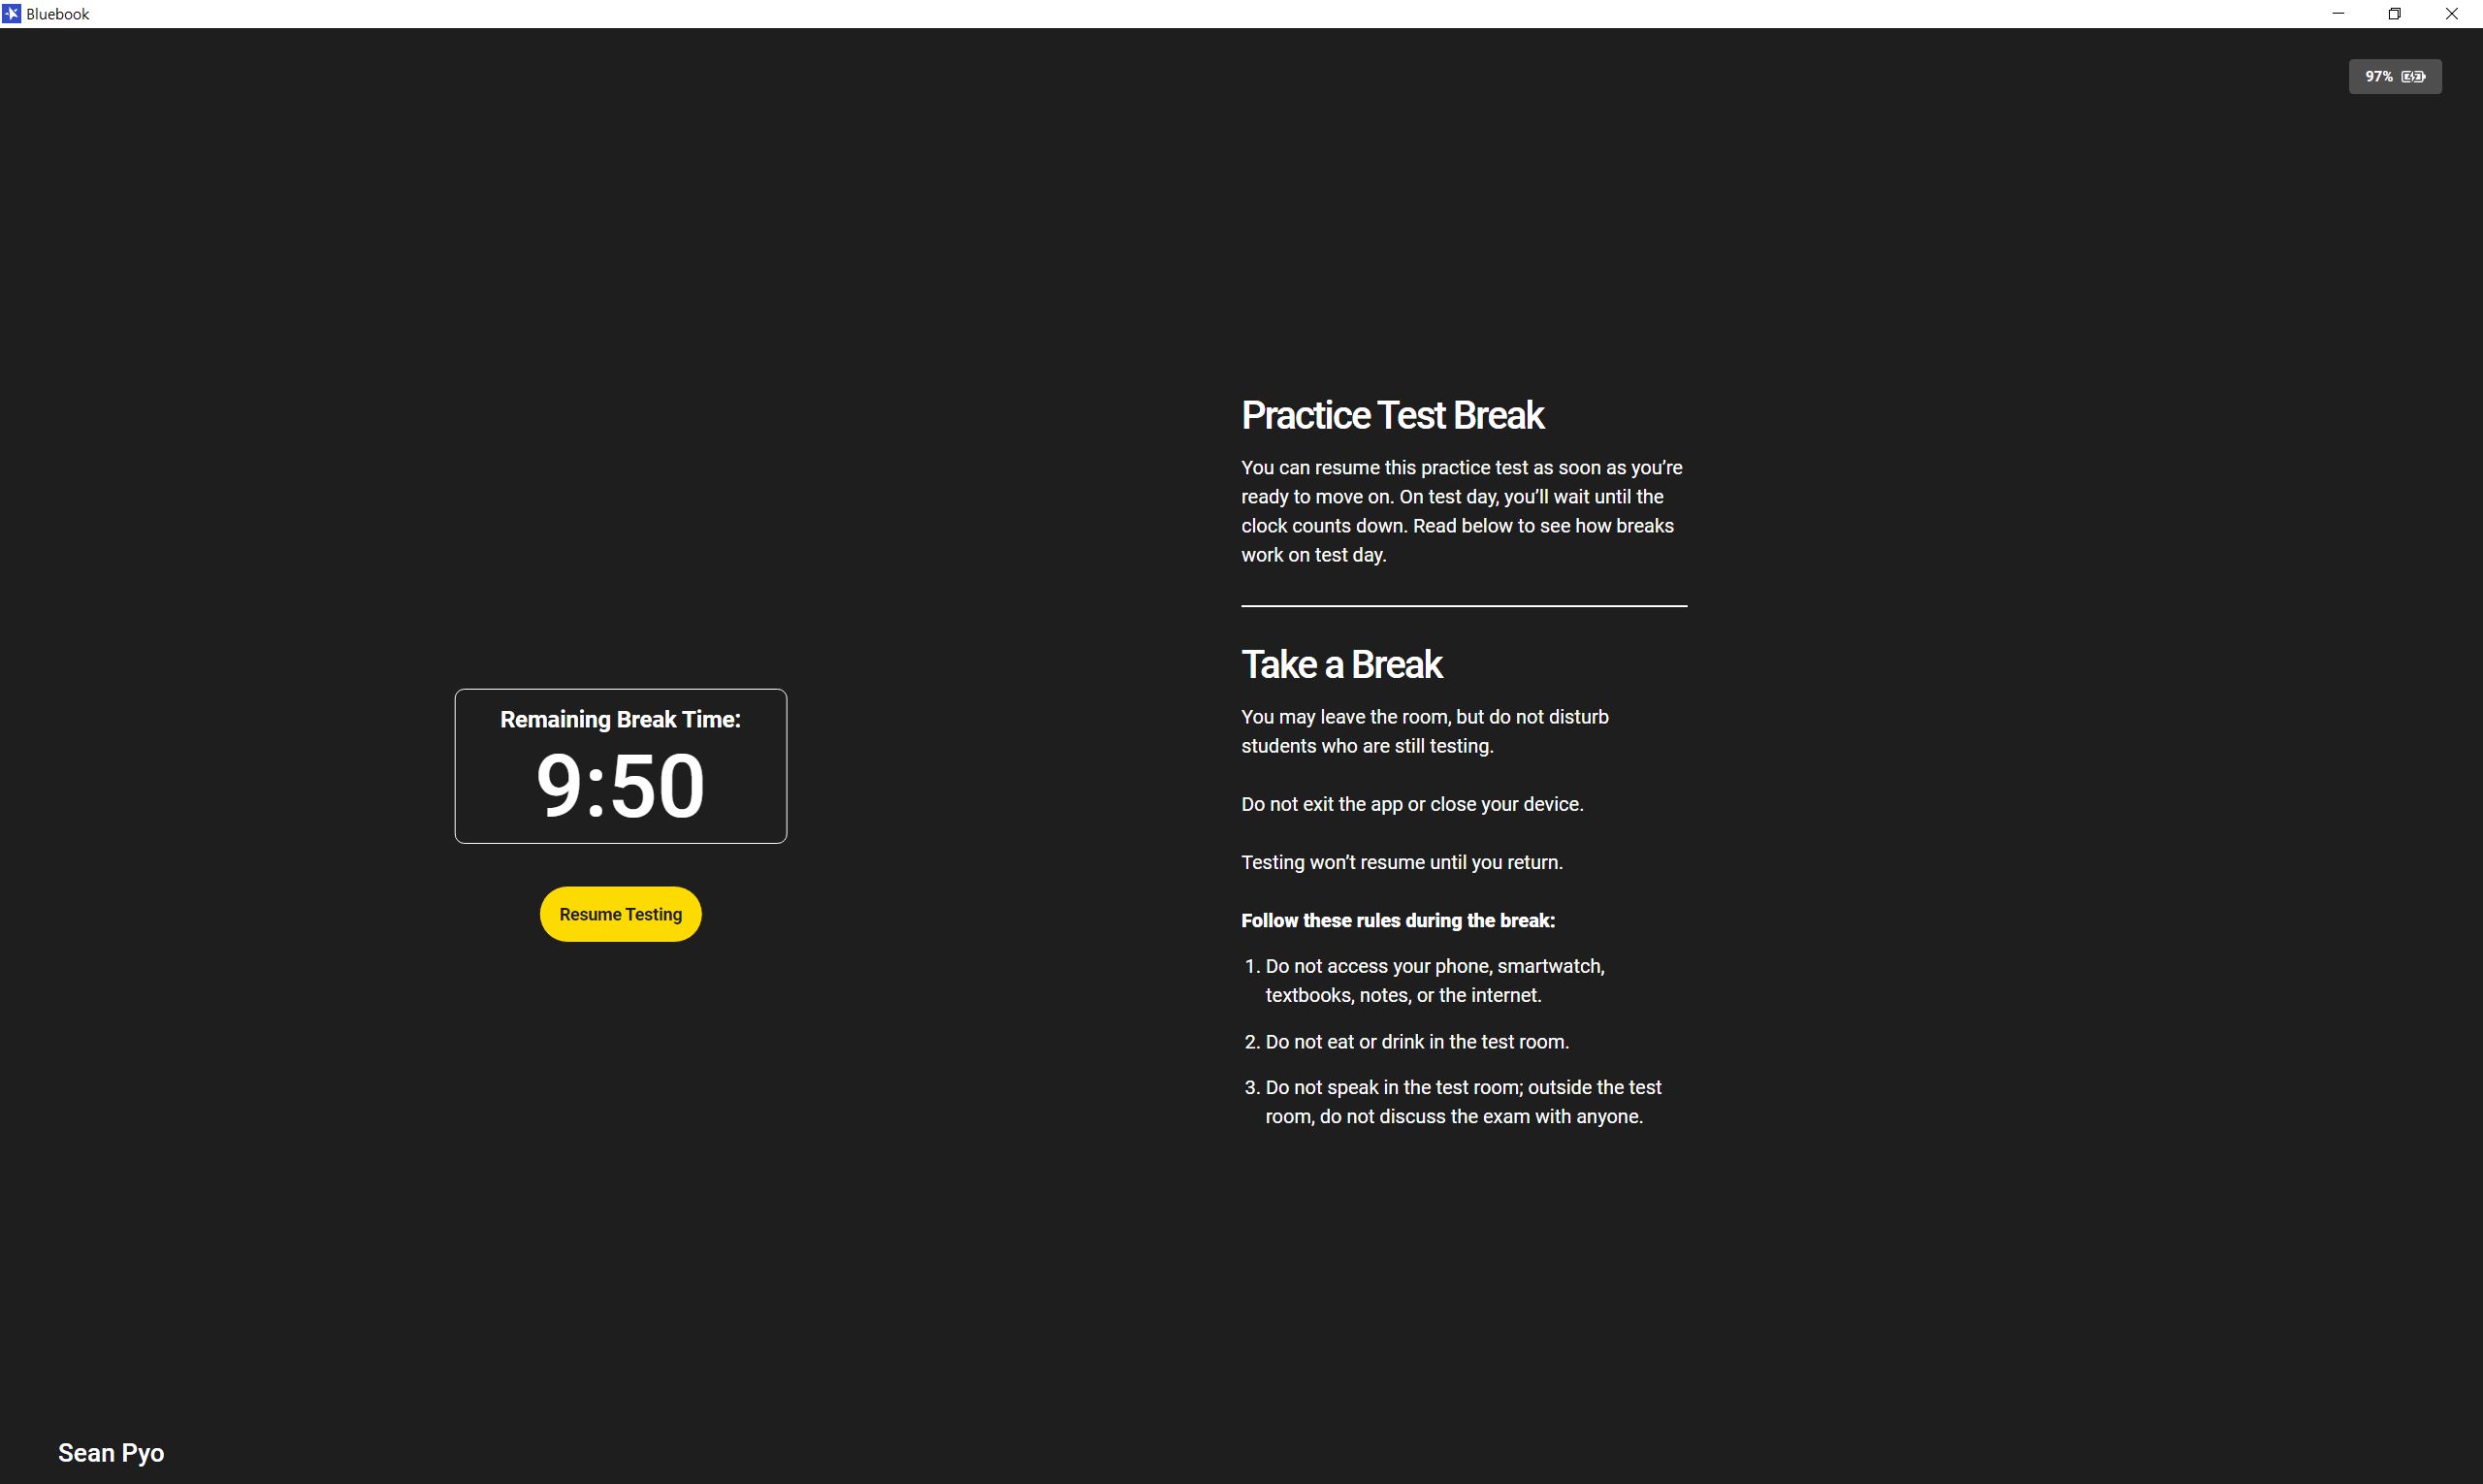 Bluebook
97%
Practice Test Break
You can resume this practice test as soon as you’re
ready to move on. On test day, you’ll wait until the
clock counts down. Read below to see how breaks
work on test day.
Take a Break
You may leave the room, but do not disturb
students who are still testing.
Do not exit the app or close your device.
Testing won’t resume until you return.
Follow these rules during the break:
1. Do not access your phone, smartwatch,
textbooks, notes, or the internet.
2. Do not eat or drink in the test room.
3. Do not speak in the test room; outside the test
room, do not discuss the exam with anyone.
Remaining Break Time:
9:50
Resume Testing
Sean Pyo